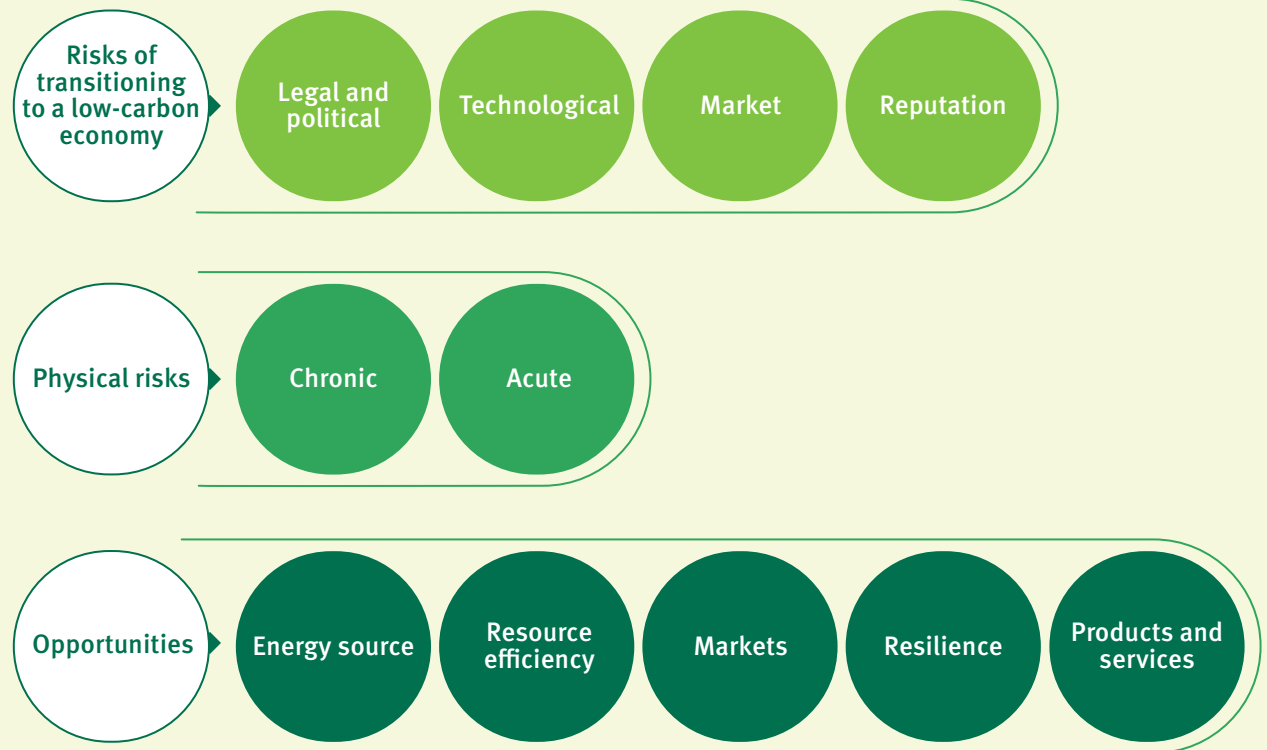 Risks of
transitioning
to a low-carbon
economy
Legal and
political
Technological
Market
Reputation
Physical risks
Chronic
Acute
Opportunities
Energy source
Resource
efficiency
Markets
Resilience
Products and
services